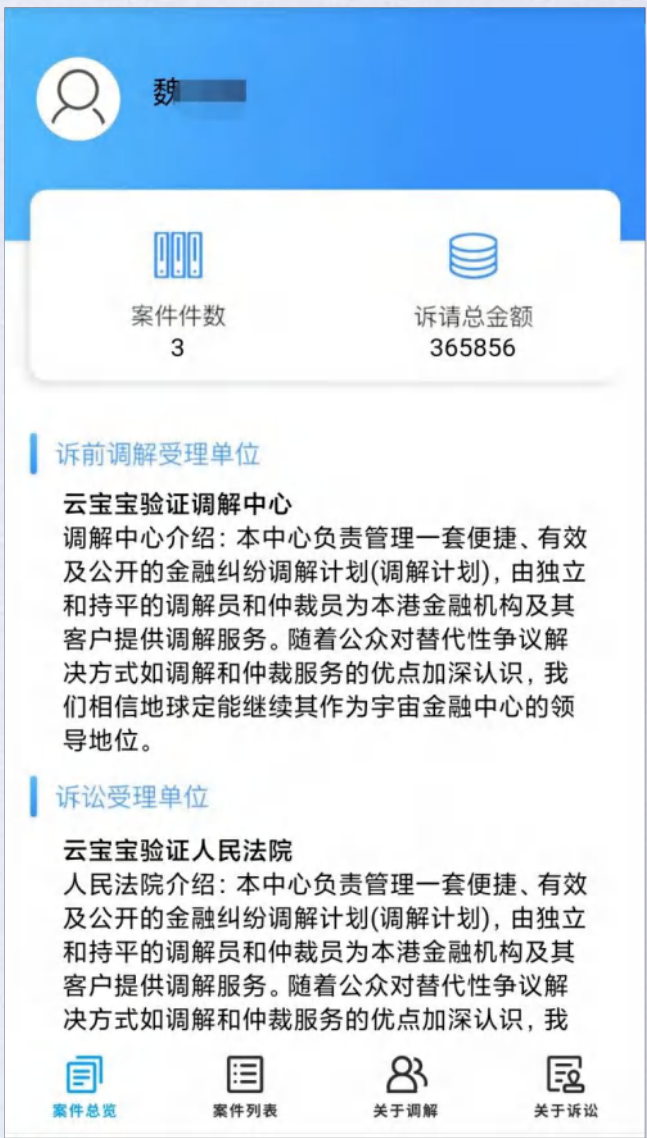 魏
案件件数
3
诉请总金额
365856
诉前调解受理单位
云宝宝验证调解中心
调解中心介绍：本中心负责管理一套便捷、有效
及公开的金融纠纷调解计划(调解计划)，由独立
和持平的调解员和仲裁员为本港金融机构及其
客户提供调解服务。随着公众对替代性争议解
决方式如调解和仲裁服务的优点加深认识，我
们相信地球定能继续其作为宇宙金融中心的领
导地位。
诉讼受理单位
云宝宝验证人民法院
人民法院介绍：本中心负责管理一套便捷、有效
及公开的金融纠纷调解计划(调解计划)，由独立
和持平的调解员和仲裁员为本港金融机构及其
客户提供调解服务。随着公众对替代性争议解
决方式如调解和仲裁服务的优点加深认识，我
案件总览
案件列表
关于调解
关于诉讼